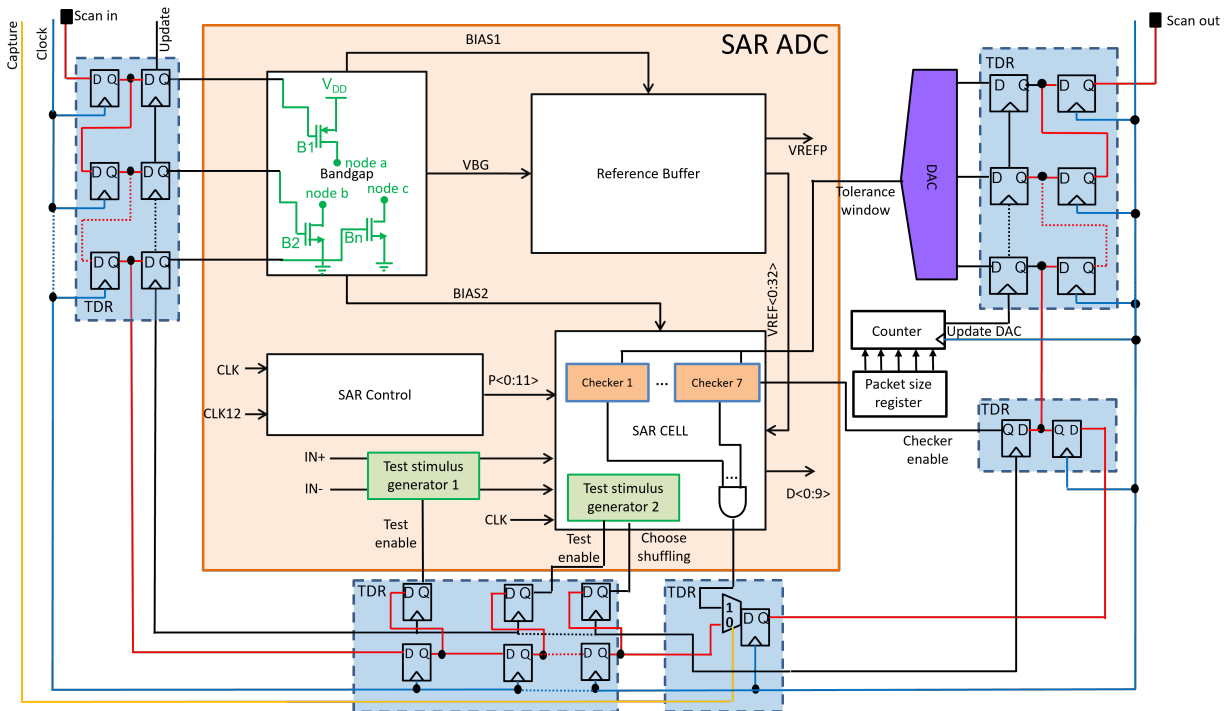 Capture
Clock
Scan in
Update
D Q
D Q
D Q
D Q
D Q
D Q
TDR
SAR ADC
BIAS1
VDD
B1
node a
Bandgap
node b
node c
B2
Bn
VBG
Reference Buffer
VREFP
VREF<0:32>
BIAS2
CLK
CLK12
SAR Control
P<0:11>
Checker 1
...
Checker 7
SAR CELL
...
IN+
IN-
Test stimulus
generator 1
Test stimulus
generator 2
CLK
D<0:9>
Test
enable
Test
enable
Choose
shuffling
Tolerance
window
DAC
Scan out
TDR
D Q
D Q
D Q
D Q
D Q
D Q
Counter
Update DAC
Packet size
register
TDR
Q D
Q D
Checker
enable
TDR
D Q
D Q
D Q
D Q
D Q
D Q
TDR
1
0
D Q